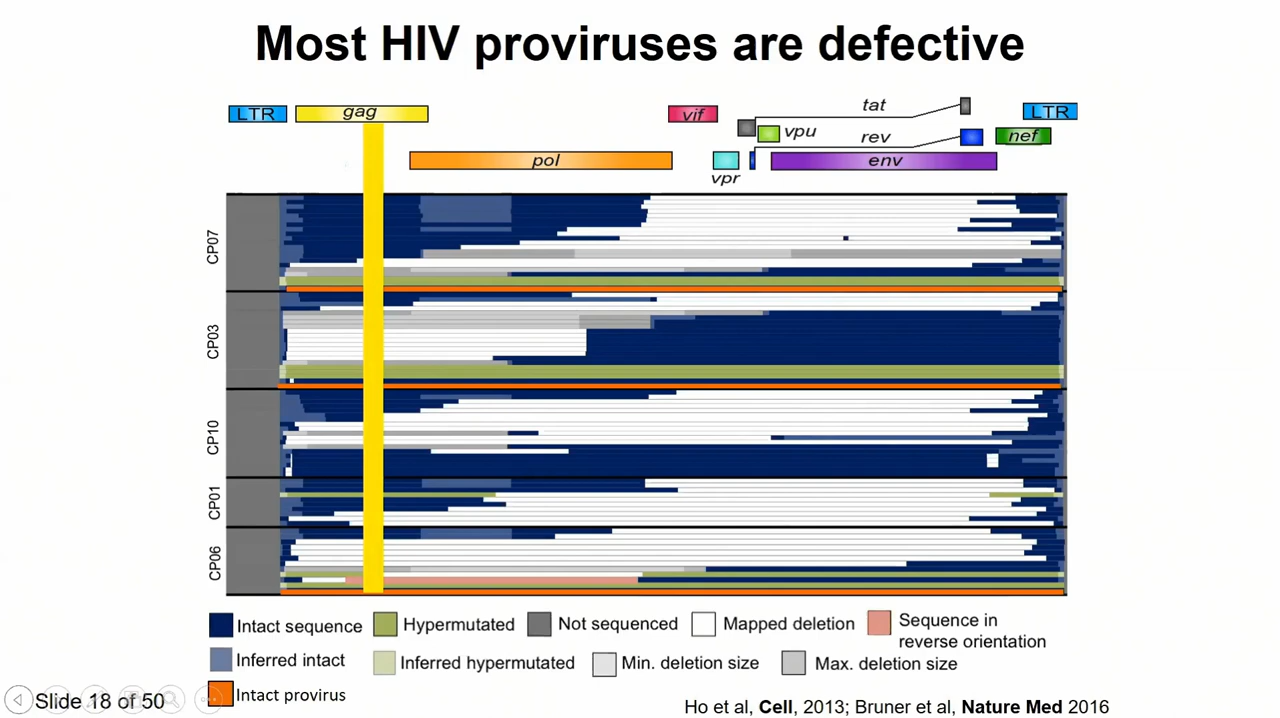 Most HIV proviruses are defective
LTR
gag
vif
tat
LTR
vpu
rev
nef
pol
vpr
env
CP07
CP03
CP10
CP01
CP06
Intact sequence
Hypermutated
Not sequenced
Mapped deletion
Sequence in
reverse orientation
Inferred intact
Inferred hypermutated
Min. deletion size
Max. deletion size
Intact provirus
Slide 18 of 50
Ho et al, Cell, 2013; Bruner et al, Nature Med 2016